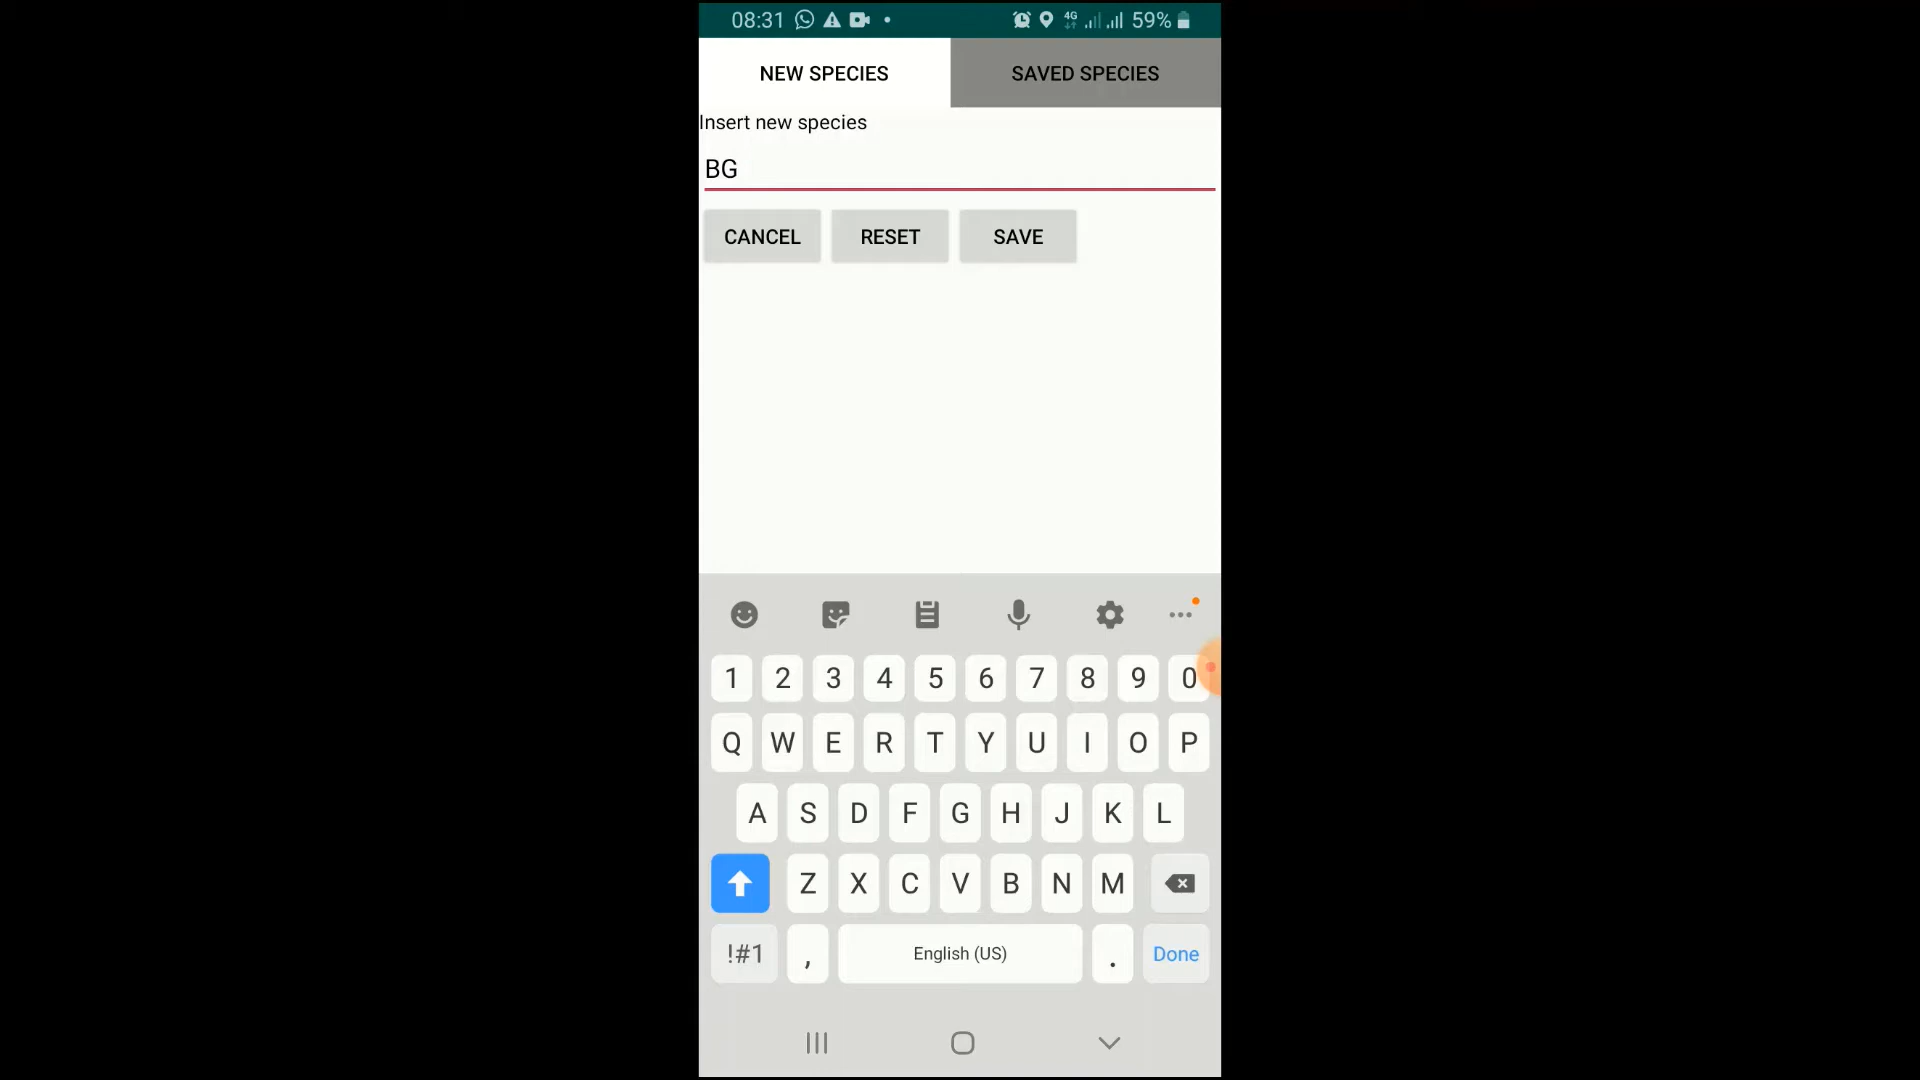 08:31 4G 59%
NEW SPECIES SAVED SPECIES
Insert new species
BG
CANCEL RESET SAVE
1 2 3 4 5 6 7 8 9 0
Q W E R T Y U I O P
A S D F G H J K L
Z X C V B N M
!#1 , English (US) . Done